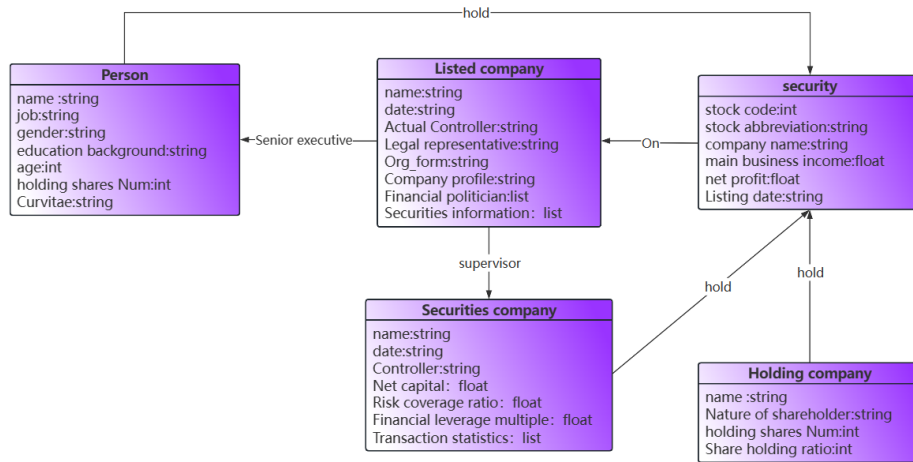 hold
Person
name :string
job:string
gender:string
education background:string
age:int
holding shares Num:int
Curvitae:string
Senior executive
Listed company
name:string
date:string
Actual Controller:string
Legal representative:string
Org_form:string
Company profile:string
Financial politician:list
Securities information：list
On
security
stock code:int
stock abbreviation:string
company name:string
main business income:float
net profit:float
Listing date:string
supervisor
hold
hold
Securities company
name:string
date:string
Controller:string
Net capital：float
Risk coverage ratio：float
Financial leverage multiple：float
Transaction statistics：list
Holding company
name :string
Nature of shareholder:string
holding shares Num:int
Share holding ratio:int